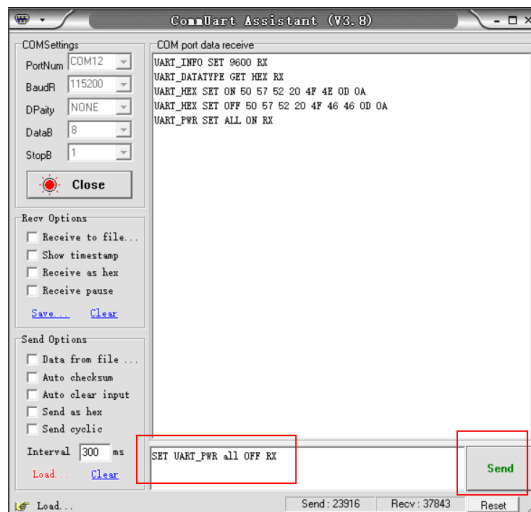 CommUart Assistant (V3.8)
COMSettings
PortNum COM12
BaudR 115200
DPaity NONE
DataB 8
StopB 1
Close
Recv Options
Receive to file...
Show timestamp
Receive as hex
Receive pause
Save... Clear
Send Options
Data from file ...
Auto checksum
Auto clear input
Send as hex
Send cyclic
Interval 300 ms
Load... Clear
COM port data receive
UART_INFO SET 9600 RX
UART_DATATYPE GET HEX RX
UART_HEX SET ON 50 57 52 20 4F 4E 0D 0A
UART_HEX SET OFF 50 57 52 20 4F 46 46 0D 0A
UART_PWR SET ALL ON RX
SET UART_PWR all OFF RX
Send
Load...
Send : 23916
Recv : 37843
Reset